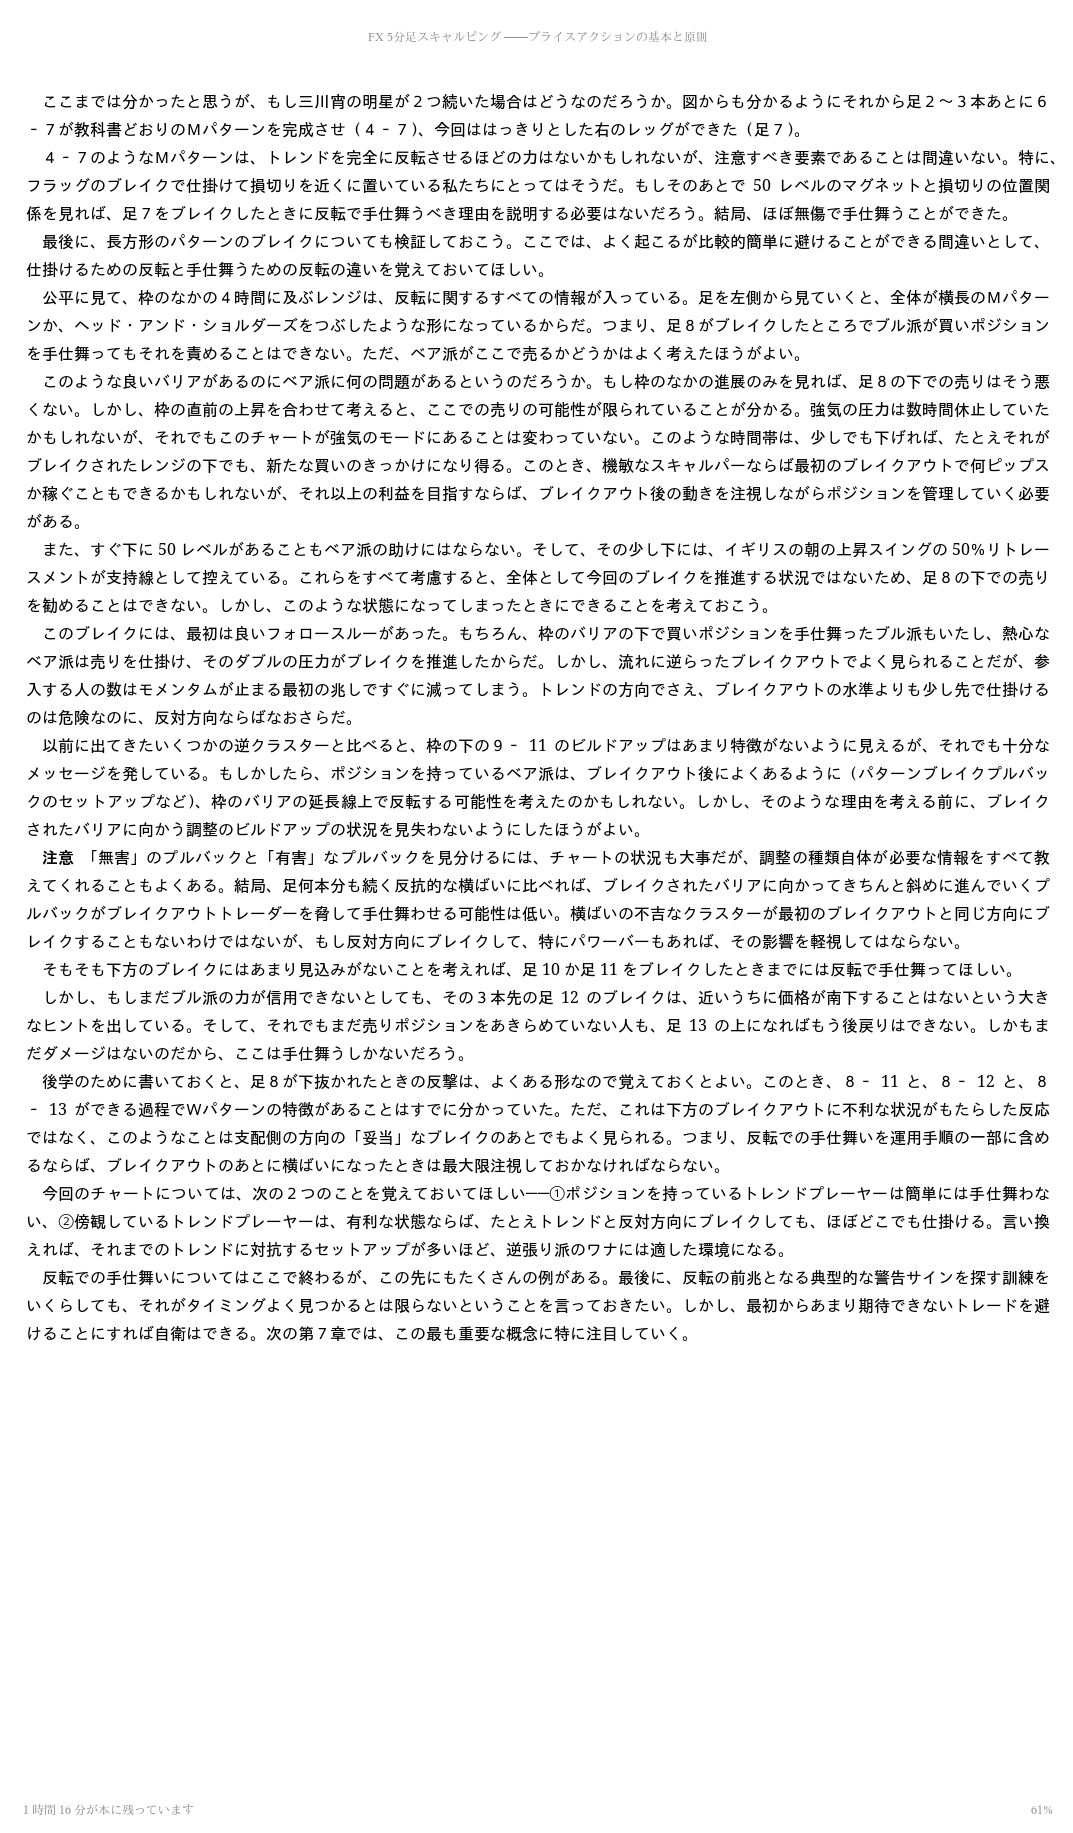 FX 5分足スキャルピング ――プライスアクションの基本と原則
ここまでは分かったと思うが、もし三川宵の明星が２つ続いた場合はどうなのだろうか。図からも分かるようにそれから足２～３本あとに６
‐７が教科書どおりのＭパターンを完成させ（４‐７）、今回ははっきりとした右のレッグができた（足７）。
４‐７のようなＭパターンは、トレンドを完全に反転させるほどの力はないかもしれないが、注意すべき要素であることは間違いない。特に、
フラッグのブレイクで仕掛けて損切りを近くに置いている私たちにとってはそうだ。もしそのあとで 50 レベルのマグネットと損切りの位置関
係を見れば、足７をブレイクしたときに反転で手仕舞うべき理由を説明する必要はないだろう。結局、ほぼ無傷で手仕舞うことができた。
最後に、長方形のパターンのブレイクについても検証しておこう。ここでは、よく起こるが比較的簡単に避けることができる間違いとして、
仕掛けるための反転と手仕舞うための反転の違いを覚えておいてほしい。
公平に見て、枠のなかの４時間に及ぶレンジは、反転に関するすべての情報が入っている。足を左側から見ていくと、全体が横長のＭパター
ンか、ヘッド・アンド・ショルダーズをつぶしたような形になっているからだ。つまり、足８がブレイクしたところでブル派が買いポジション
を手仕舞ってもそれを責めることはできない。ただ、ベア派がここで売るかどうかはよく考えたほうがよい。
このような良いバリアがあるのにベア派に何の問題があるというのだろうか。もし枠のなかの進展のみを見れば、足８の下での売りはそう悪
くない。しかし、枠の直前の上昇を合わせて考えると、ここでの売りの可能性が限られていることが分かる。強気の圧力は数時間休止していた
かもしれないが、それでもこのチャートが強気のモードにあることは変わっていない。このような時間帯は、少しでも下げれば、たとえそれが
ブレイクされたレンジの下でも、新たな買いのきっかけになり得る。このとき、機敏なスキャルパーならば最初のブレイクアウトで何ピップス
か稼ぐこともできるかもしれないが、それ以上の利益を目指すならば、ブレイクアウト後の動きを注視しながらポジションを管理していく必要
がある。
また、すぐ下に 50 レベルがあることもベア派の助けにはならない。そして、その少し下には、イギリスの朝の上昇スイングの 50％リトレー
スメントが支持線として控えている。これらをすべて考慮すると、全体として今回のブレイクを推進する状況ではないため、足８の下での売り
を勧めることはできない。しかし、このような状態になってしまったときにできることを考えておこう。
このブレイクには、最初は良いフォロースルーがあった。もちろん、枠のバリアの下で買いポジションを手仕舞ったブル派もいたし、熱心な
ベア派は売りを仕掛け、そのダブルの圧力がブレイクを推進したからだ。しかし、流れに逆らったブレイクアウトでよく見られることだが、参
入する人の数はモメンタムが止まる最初の兆しですぐに減ってしまう。トレンドの方向でさえ、ブレイクアウトの水準よりも少し先で仕掛ける
のは危険なのに、反対方向ならばなおさらだ。
以前に出てきたいくつかの逆クラスターと比べると、枠の下の９‐ 11 のビルドアップはあまり特徴がないように見えるが、それでも十分な
メッセージを発している。もしかしたら、ポジションを持っているベア派は、ブレイクアウト後によくあるように（パターンブレイクプルバッ
クのセットアップなど）、枠のバリアの延長線上で反転する可能性を考えたのかもしれない。しかし、そのような理由を考える前に、ブレイク
されたバリアに向かう調整のビルドアップの状況を見失わないようにしたほうがよい。
注意　「無害」のプルバックと「有害」なプルバックを見分けるには、チャートの状況も大事だが、調整の種類自体が必要な情報をすべて教
えてくれることもよくある。結局、足何本分も続く反抗的な横ばいに比べれば、ブレイクされたバリアに向かってきちんと斜めに進んでいくプ
ルバックがブレイクアウトトレーダーを脅して手仕舞わせる可能性は低い。横ばいの不吉なクラスターが最初のブレイクアウトと同じ方向にブ
レイクすることもないわけではないが、もし反対方向にブレイクして、特にパワーバーもあれば、その影響を軽視してはならない。
そもそも下方のブレイクにはあまり見込みがないことを考えれば、足 10 か足 11 をブレイクしたときまでには反転で手仕舞ってほしい。
しかし、もしまだブル派の力が信用できないとしても、その３本先の足 12 のブレイクは、近いうちに価格が南下することはないという大き
なヒントを出している。そして、それでもまだ売りポジションをあきらめていない人も、足 13 の上になればもう後戻りはできない。しかもま
だダメージはないのだから、ここは手仕舞うしかないだろう。
後学のために書いておくと、足８が下抜かれたときの反撃は、よくある形なので覚えておくとよい。このとき、８‐ 11 と、８‐ 12 と、８
‐ 13 ができる過程でＷパターンの特徴があることはすでに分かっていた。ただ、これは下方のブレイクアウトに不利な状況がもたらした反応
ではなく、このようなことは支配側の方向の「妥当」なブレイクのあとでもよく見られる。つまり、反転での手仕舞いを運用手順の一部に含め
るならば、ブレイクアウトのあとに横ばいになったときは最大限注視しておかなければならない。
今回のチャートについては、次の２つのことを覚えておいてほしい──①ポジションを持っているトレンドプレーヤーは簡単には手仕舞わな
い、②傍観しているトレンドプレーヤーは、有利な状態ならば、たとえトレンドと反対方向にブレイクしても、ほぼどこでも仕掛ける。言い換
えれば、それまでのトレンドに対抗するセットアップが多いほど、逆張り派のワナには適した環境になる。
反転での手仕舞いについてはここで終わるが、この先にもたくさんの例がある。最後に、反転の前兆となる典型的な警告サインを探す訓練を
いくらしても、それがタイミングよく見つかるとは限らないということを言っておきたい。しかし、最初からあまり期待できないトレードを避
けることにすれば自衛はできる。次の第７章では、この最も重要な概念に特に注目していく。
1 時間 16 分が本に残っています
61%